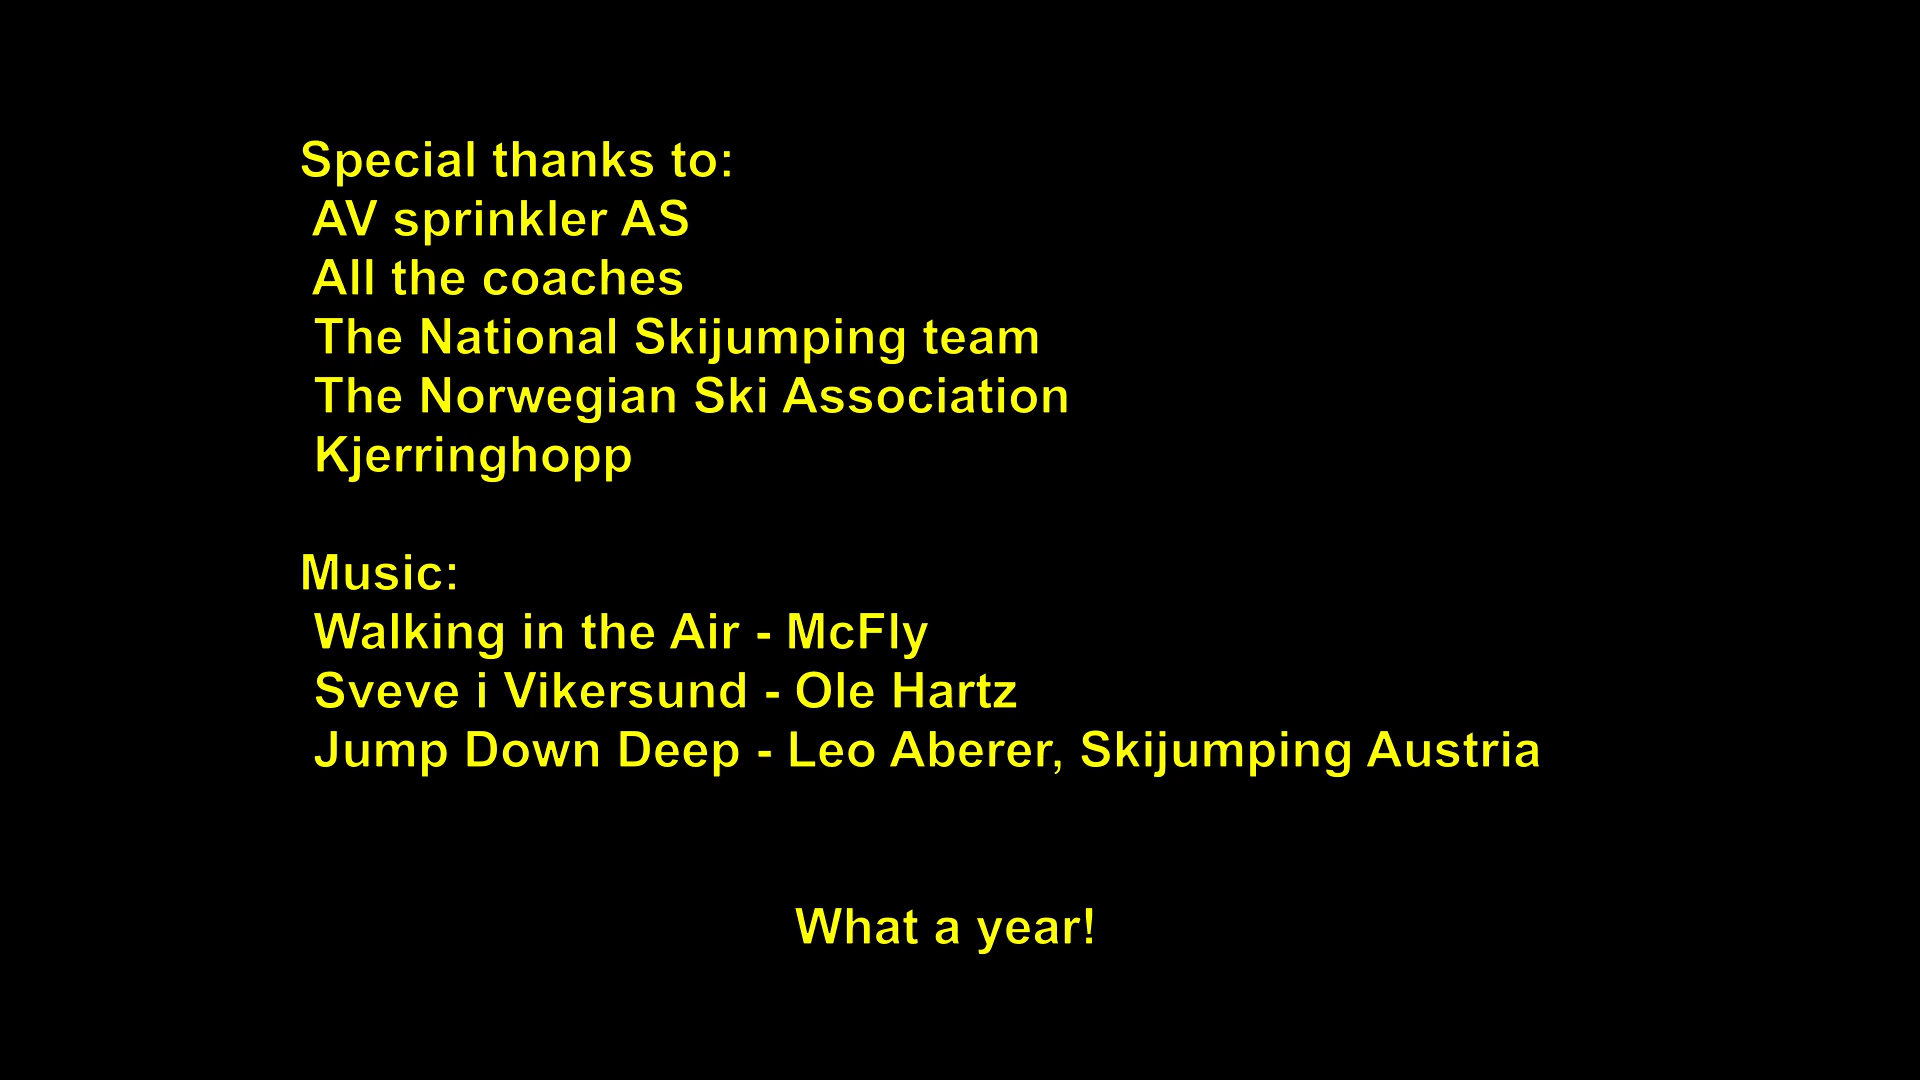 Special thanks to:
AV sprinkler AS
All the coaches
The National Skijumping team
The Norwegian Ski Association
Kjerringhopp
Music:
Walking in the Air - McFly
Sveve i Vikersund - Ole Hartz
Jump Down Deep - Leo Aberer, Skijumping Austria
What a year!